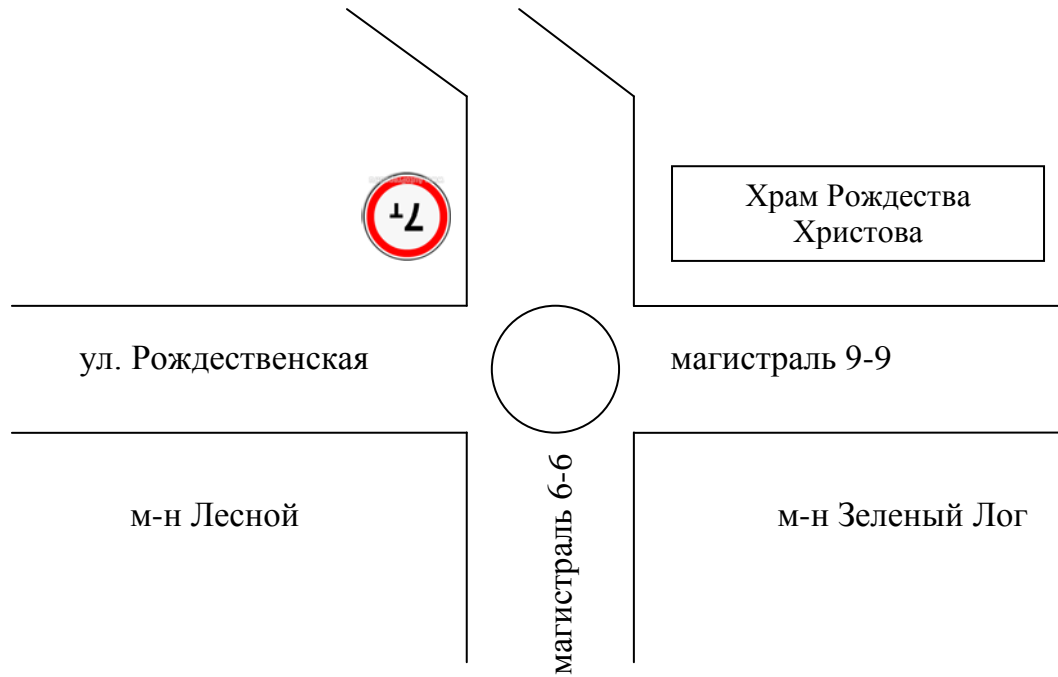 7т
Храм Рождества
Христова
ул. Рождественская
магистраль 9-9
магистраль 6-6
м-н Лесной
м-н Зеленый Лог